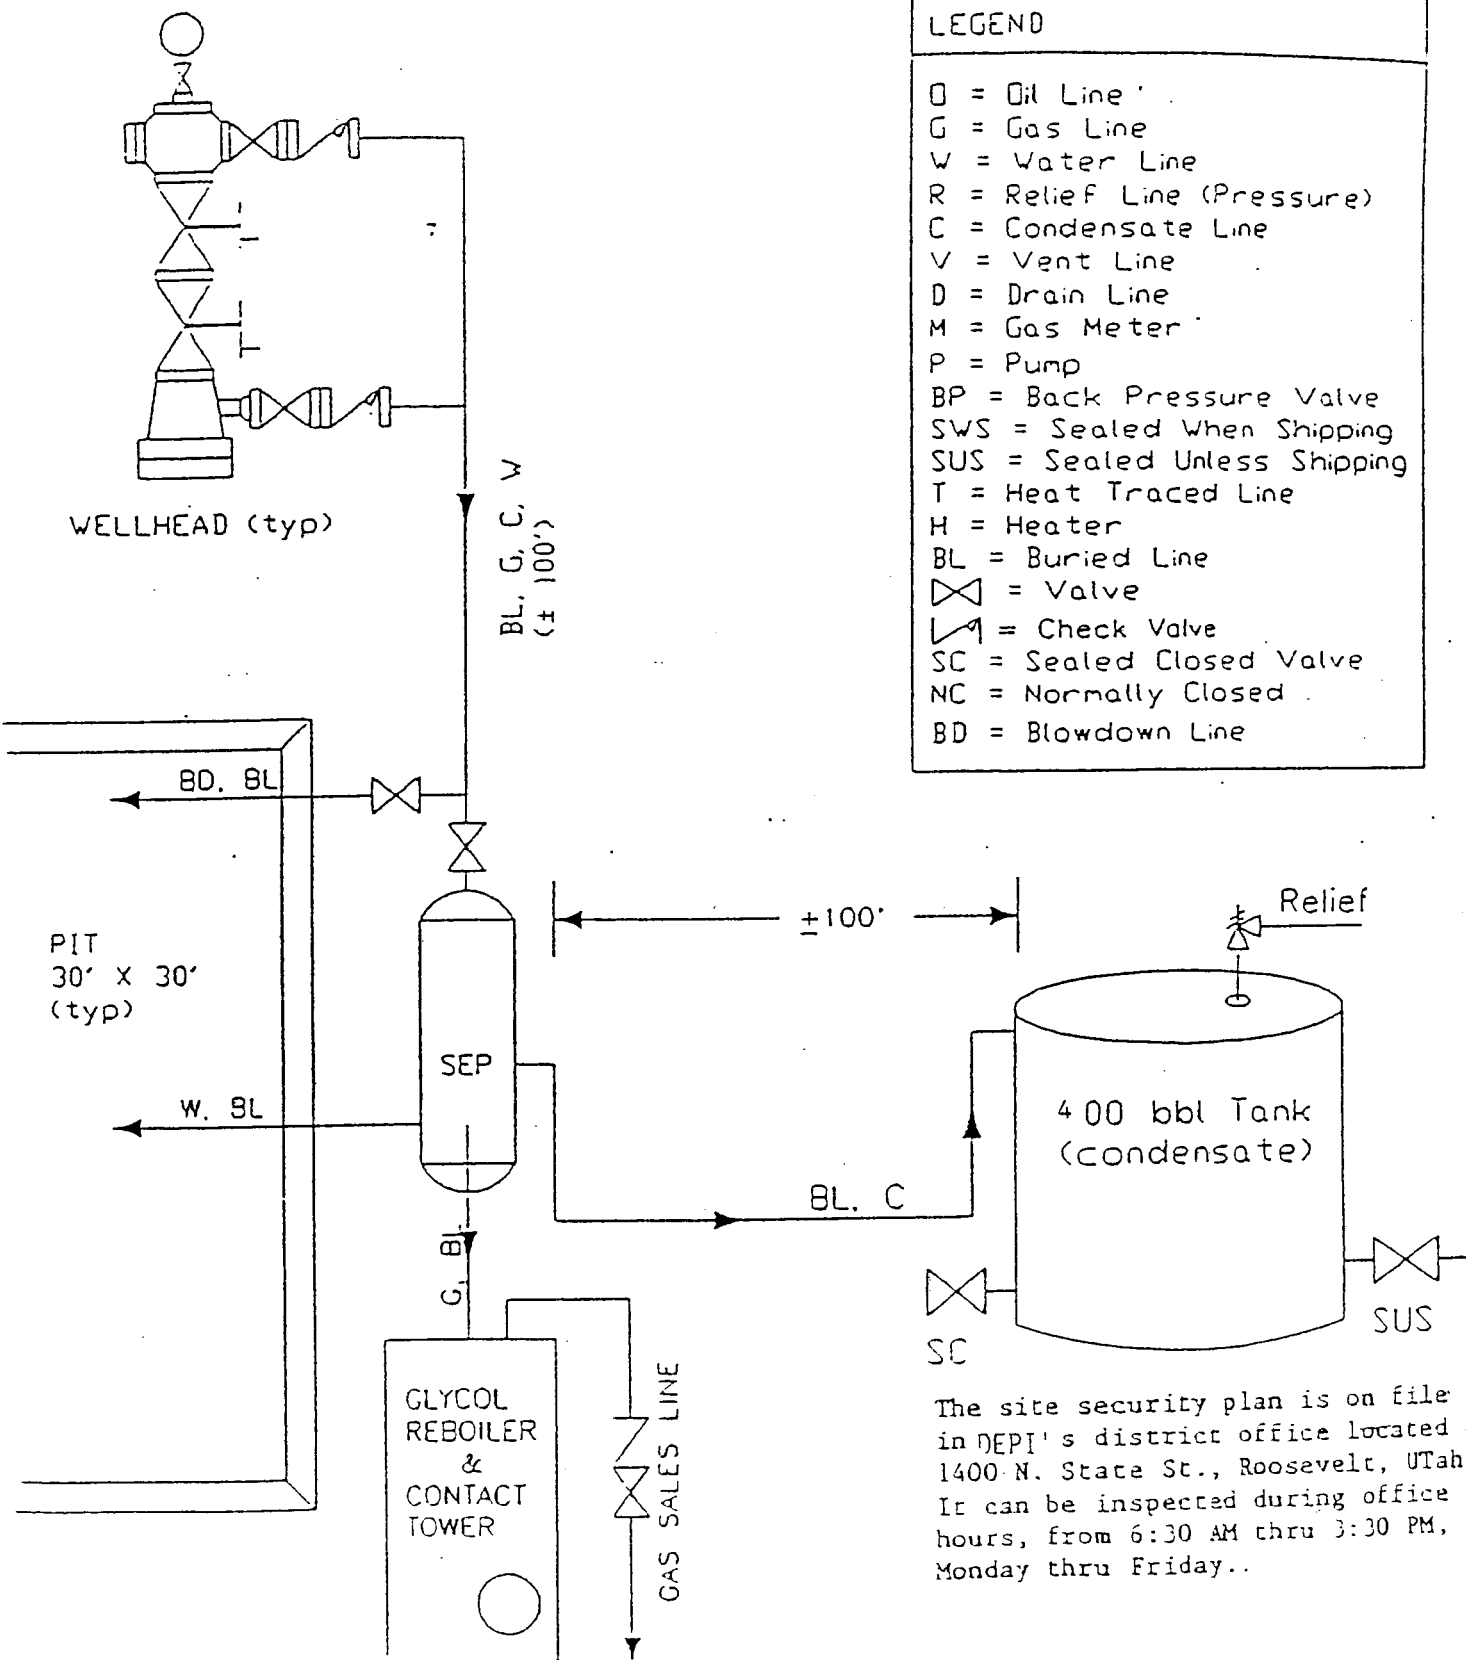 LEGEND
O = Oil Line
G = Gas Line
W = Water Line
R = Relief Line (Pressure)
C = Condensate Line
V = Vent Line
D = Drain Line
M = Gas Meter
P = Pump
BP = Back Pressure Valve
SWS = Sealed When Shipping
SUS = Sealed Unless Shipping
T = Heat Traced Line
H = Heater
BL = Buried Line
= Valve
= Check Valve
SC = Sealed Closed Valve
NC = Normally Closed
BD = Blowdown Line
WELLHEAD (typ)
BL, G, C, W
(± 100')
BD, BL
PIT
30' X 30'
(typ)
SEP
W, BL
±100'
Relief
400 bbl Tank
(condensate)
BL, C
G, BL
SC
SUS
GLYCOL
REBOILER
&
CONTACT
TOWER
GAS SALES LINE
The site security plan is on file
in DEPI's district office located
1400 N. State St., Roosevelt, UTah
It can be inspected during office
hours, from 6:30 AM thru 3:30 PM,
Monday thru Friday..